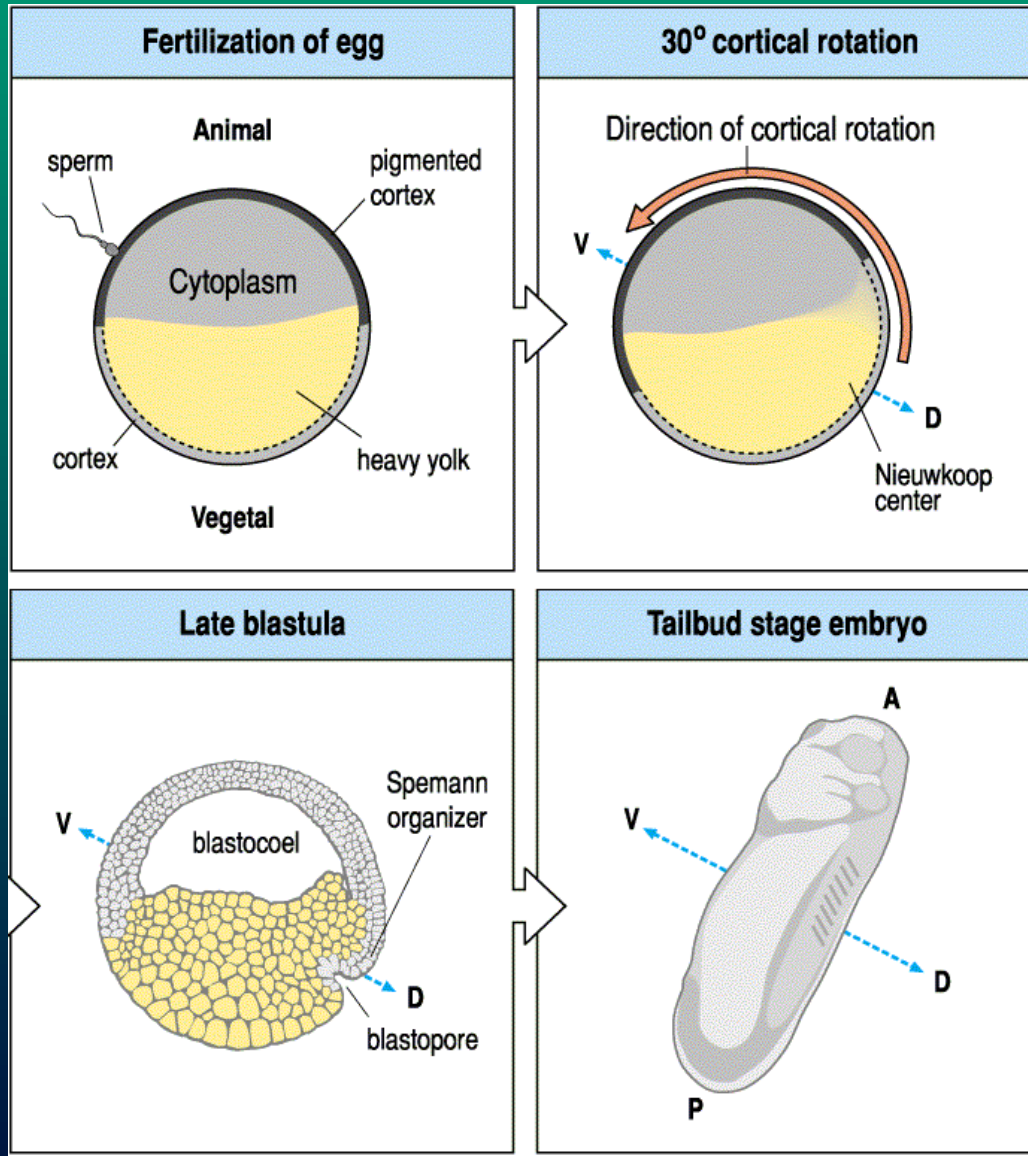 Fertilization of egg
Animal
sperm
pigmented
cortex
Cytoplasm
cortex
heavy yolk
Vegetal
30° cortical rotation
Direction of cortical rotation
V
D
Nieuwkoop
center
Late blastula
Spemann
organizer
V
blastocoel
D
blastopore
Tailbud stage embryo
A
V
D
P